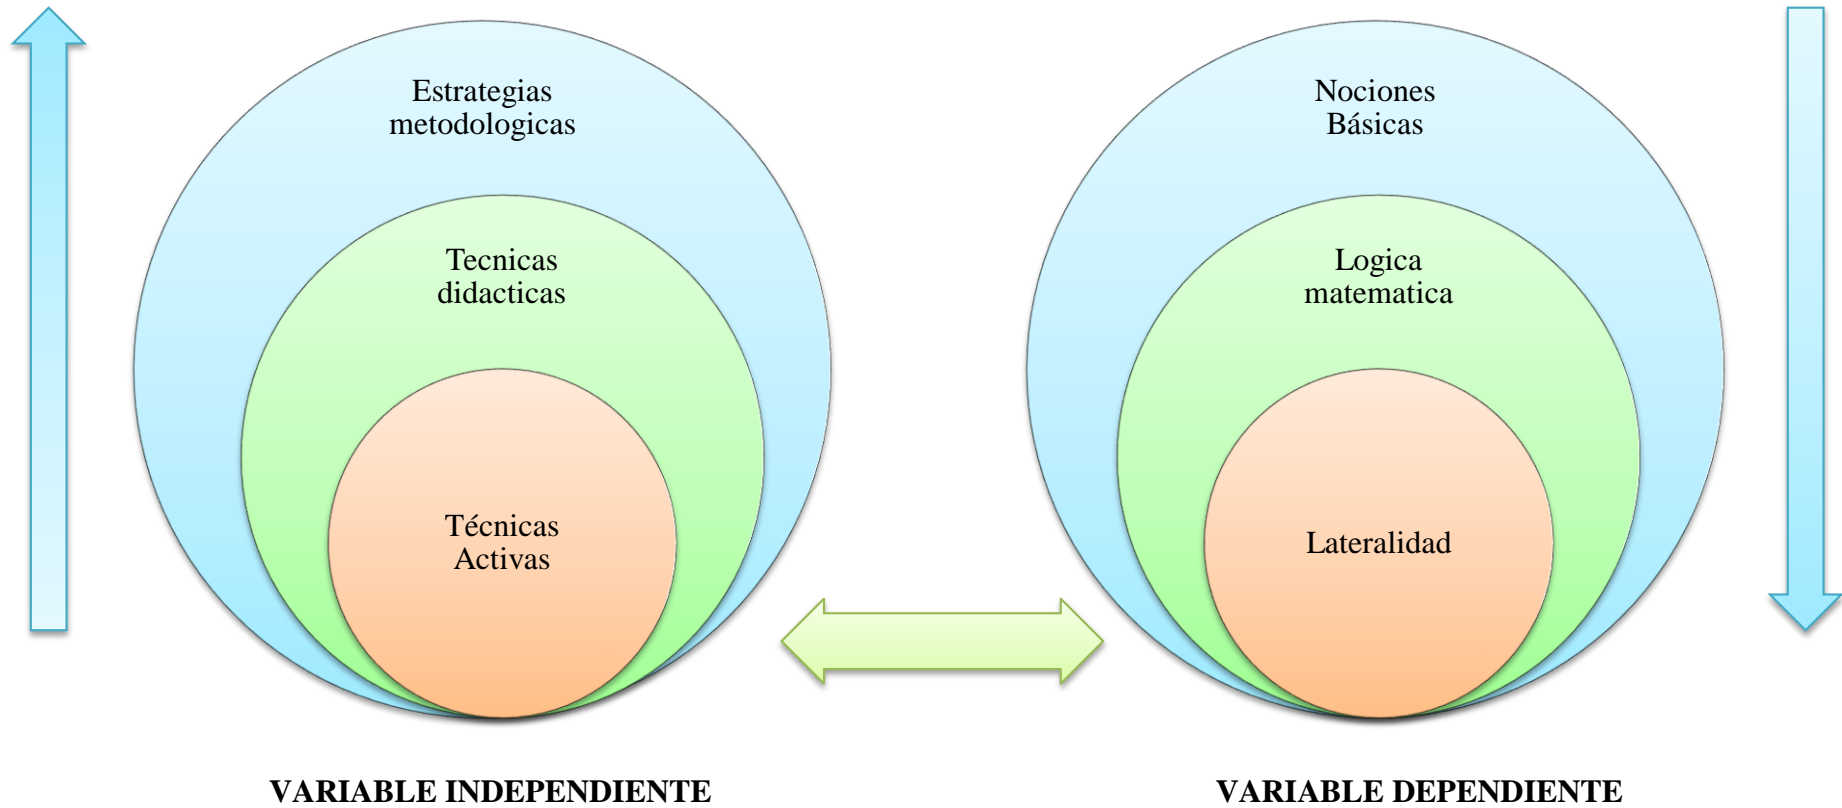 Estrategias
metodologicas
Tecnicas
didacticas
Técnicas
Activas
VARIABLE INDEPENDIENTE
Nociones
Básicas
Logica
matematica
Lateralidad
VARIABLE DEPENDIENTE